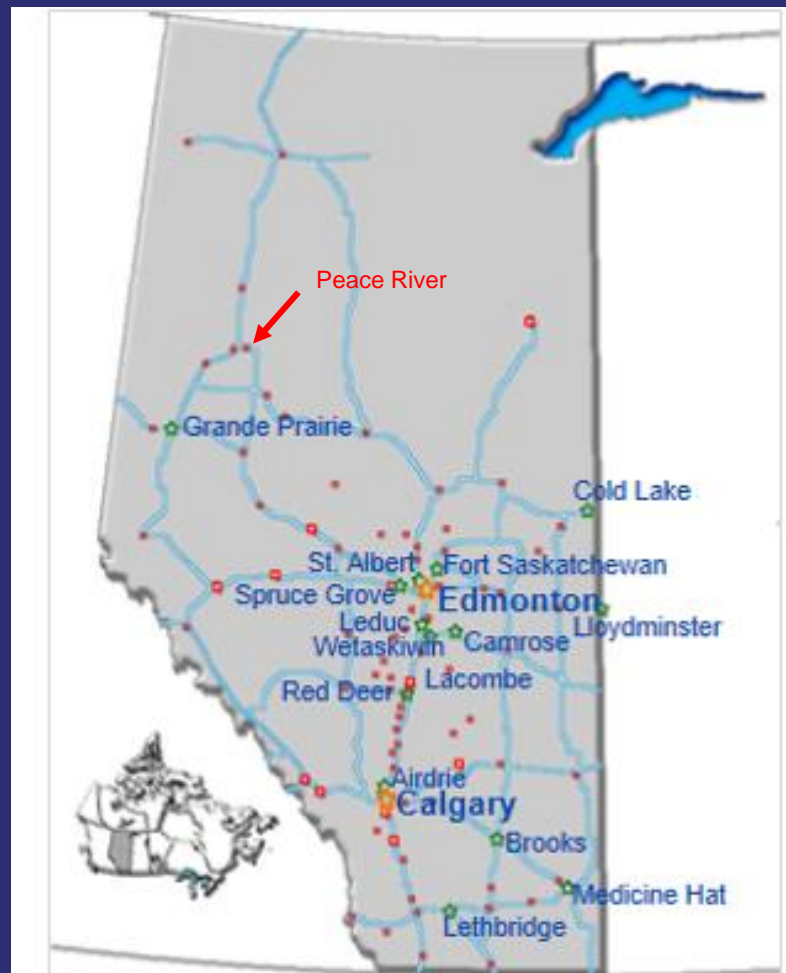 Peace River
Grande Prairie
Cold Lake
St. Albert
Fort Saskatchewan
Spruce Grove
Edmonton
Leduc
Lloydminster
Wetaskiwin
Camrose
Red Deer
Lacombe
Airdrie
Calgary
Brooks
Medicine Hat
Lethbridge